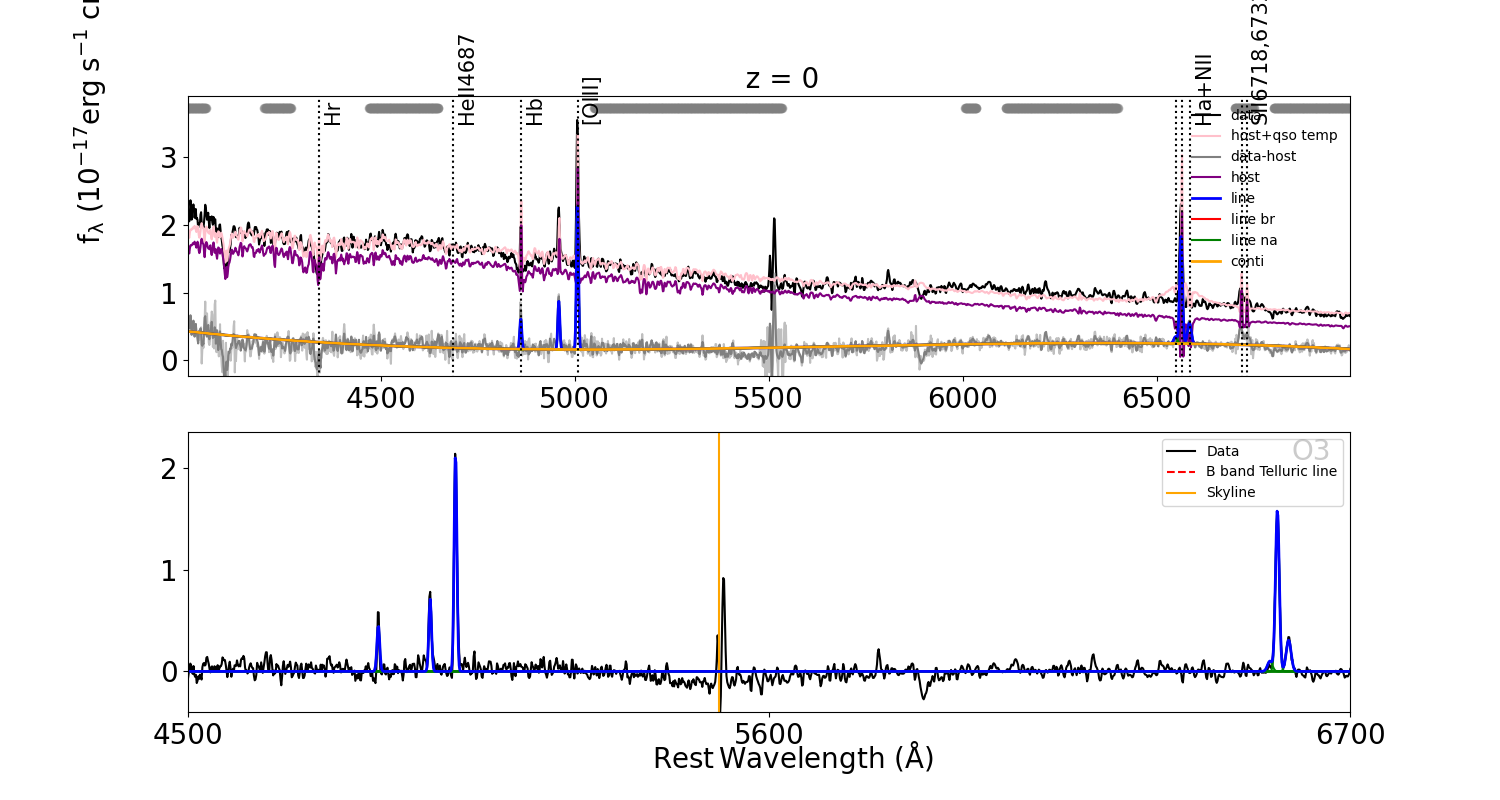 z = 0
f_λ (10^−17 erg s^−1 c
Hr
HeII4687
Hb
[OIII]
Ha+NII
SII6718,673
data
host+qso temp
data-host
host
line
line br
line na
conti
3
2
1
0
4500 5000 5500 6000 6500
O3
Data
B band Telluric line
Skyline
2
1
0
4500 5600 6700
Rest Wavelength (Å)